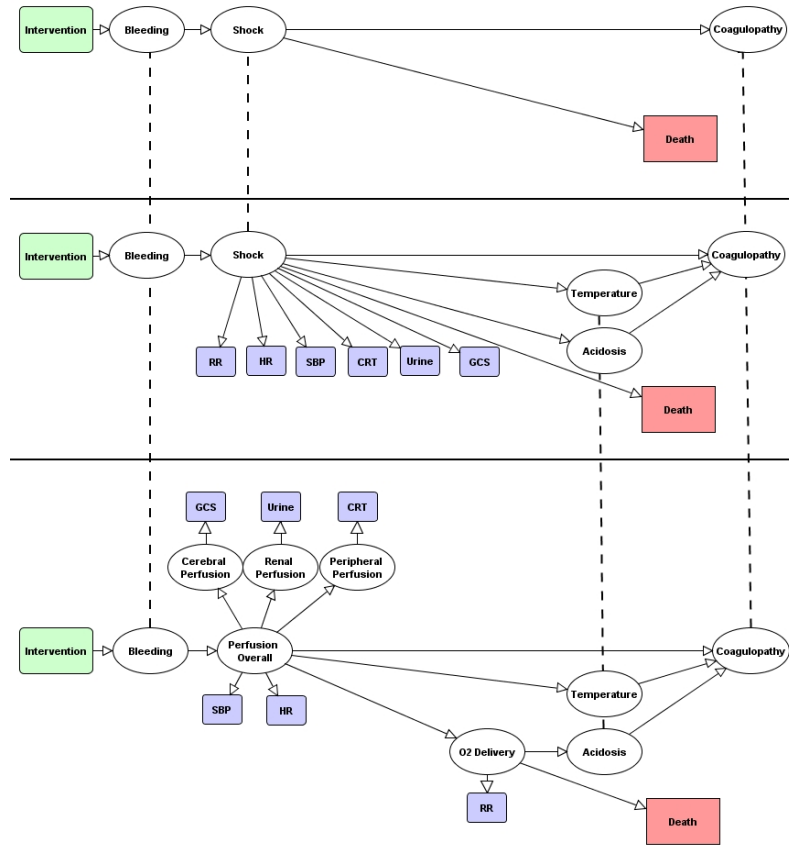 Intervention
Bleeding
Shock
Coagulopathy
Death
Intervention
Bleeding
Shock
Coagulopathy
Temperature
Acidosis
RR
HR
SBP
CRT
Urine
GCS
Death
GCS
Urine
CRT
Cerebral
Perfusion
Renal
Perfusion
Peripheral
Perfusion
Intervention
Bleeding
Perfusion
Overall
Coagulopathy
Temperature
SBP
HR
O2 Delivery
Acidosis
RR
Death